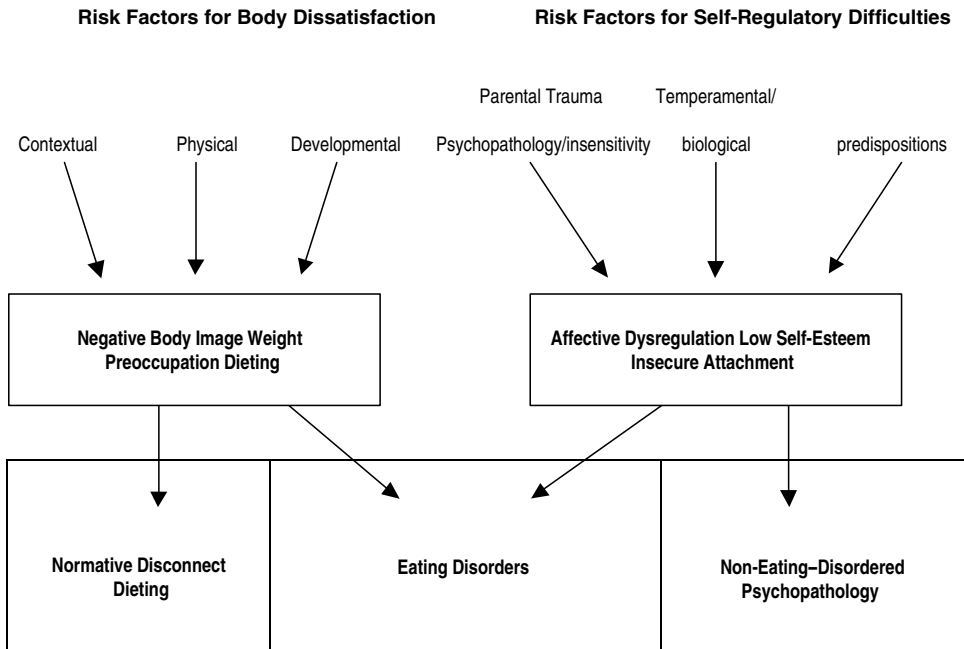 Risk Factors for Body Dissatisfaction
Risk Factors for Self-Regulatory Difficulties
Parental Trauma
Temperamental/
Contextual
Physical
Developmental
Psychopathology/insensitivity
biological
predispositions
Negative Body Image Weight
Preoccupation Dieting
Affective Dysregulation Low Self-Esteem
Insecure Attachment
Normative Disconnect
Dieting
Eating Disorders
Non-Eating–Disordered
Psychopathology